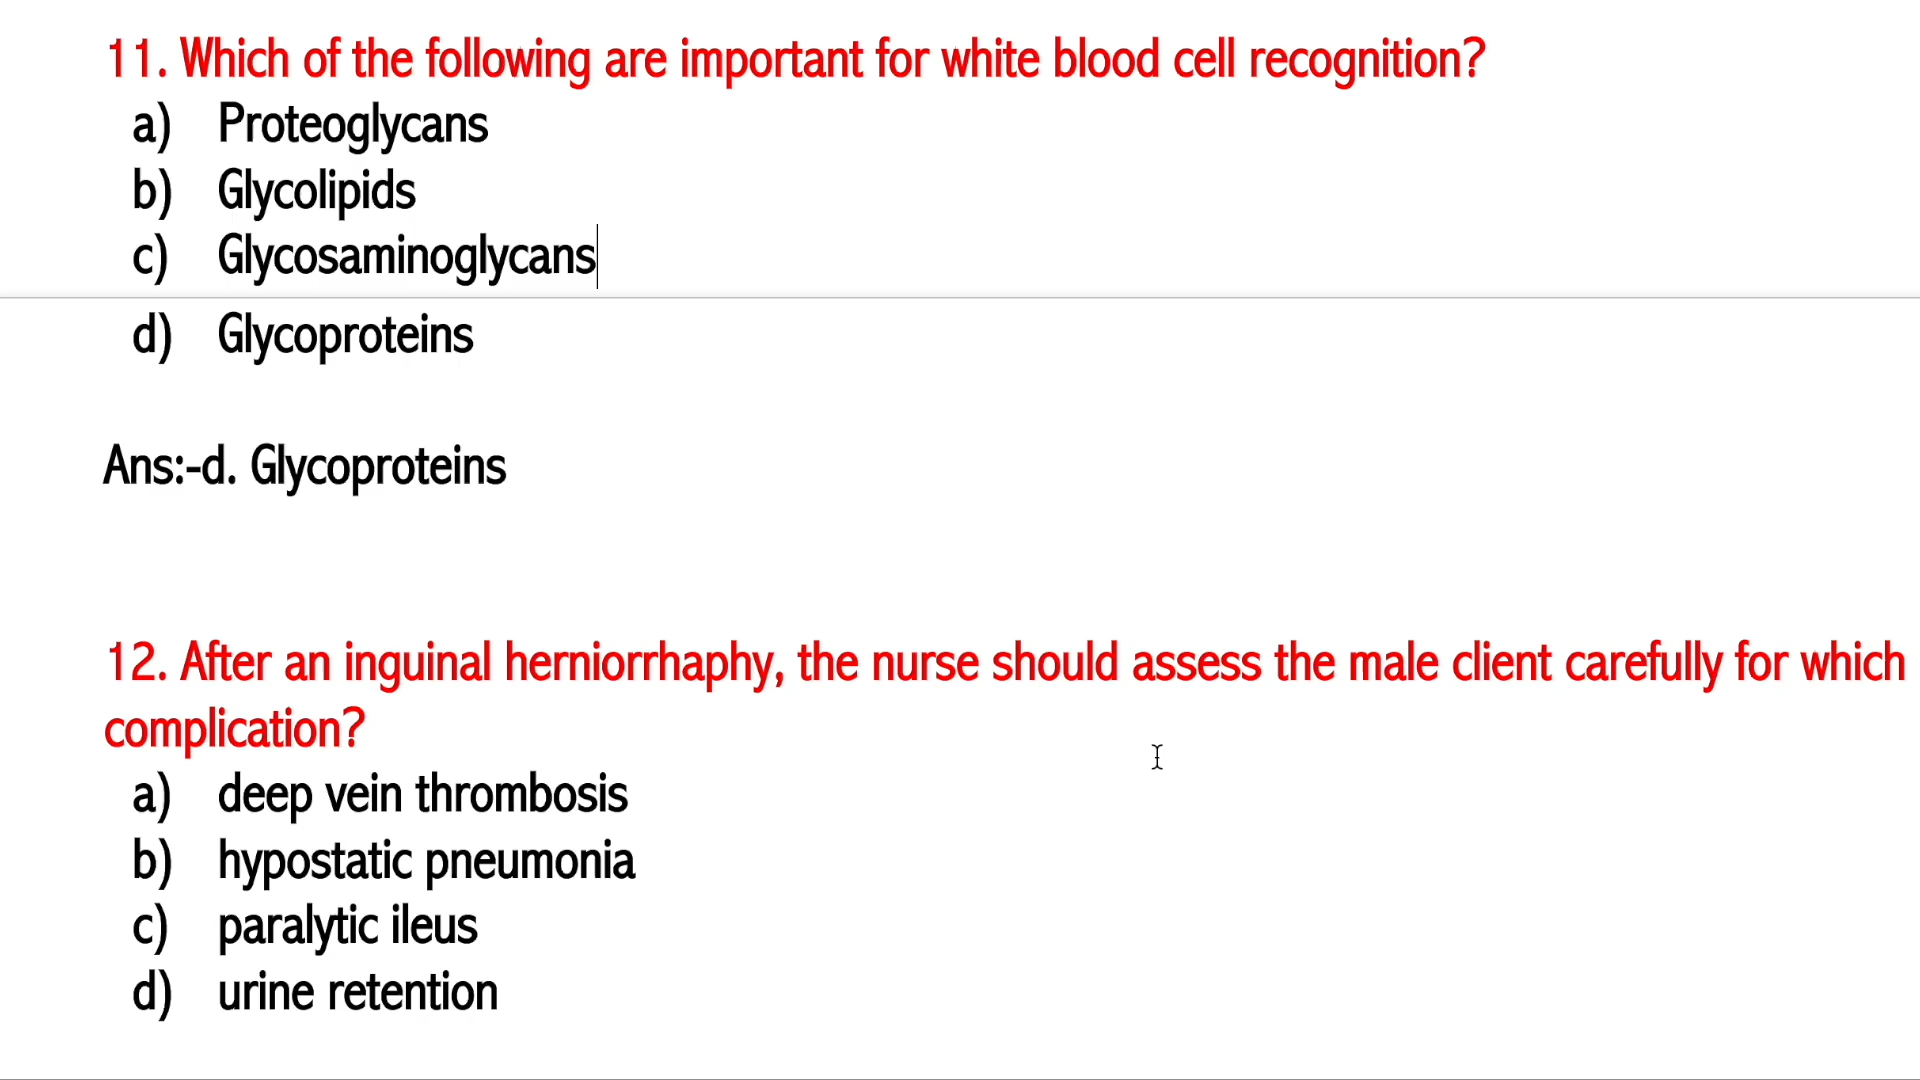 11. Which of the following are important for white blood cell recognition?
a) Proteoglycans
b) Glycolipids
c) Glycosaminoglycans
d) Glycoproteins
Ans:-d. Glycoproteins
12. After an inguinal herniorrhaphy, the nurse should assess the male client carefully for which
complication?
a) deep vein thrombosis
b) hypostatic pneumonia
c) paralytic ileus
d) urine retention